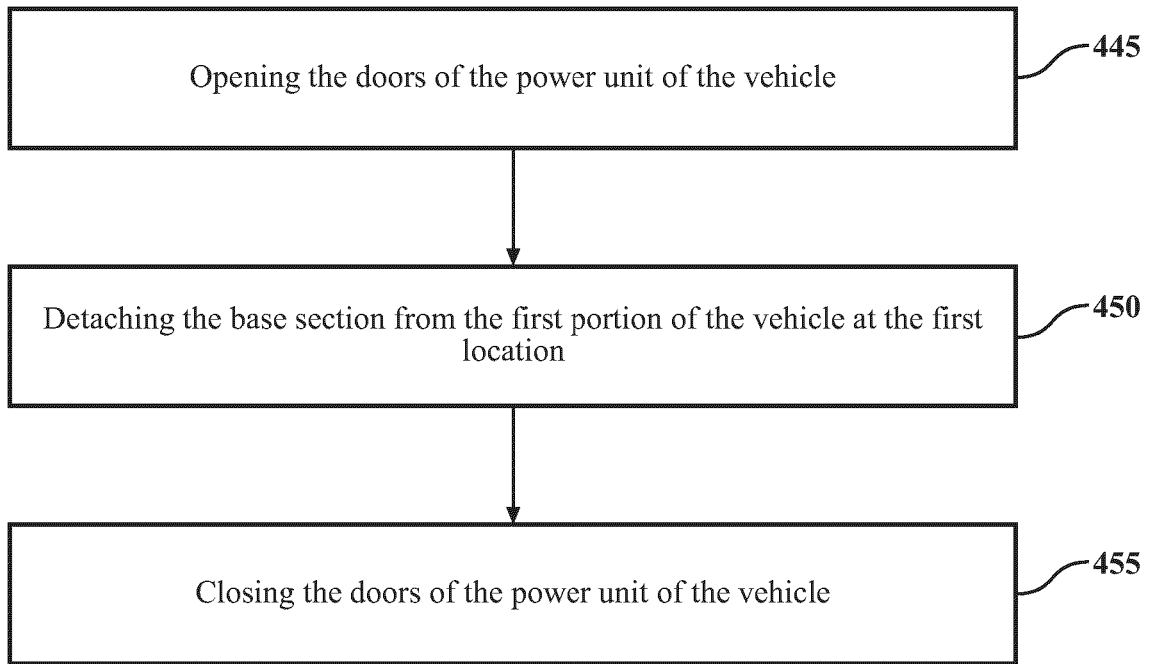 Opening the doors of the power unit of the vehicle
445
Detaching the base section from the first portion of the vehicle at the first
location
450
Closing the doors of the power unit of the vehicle
455